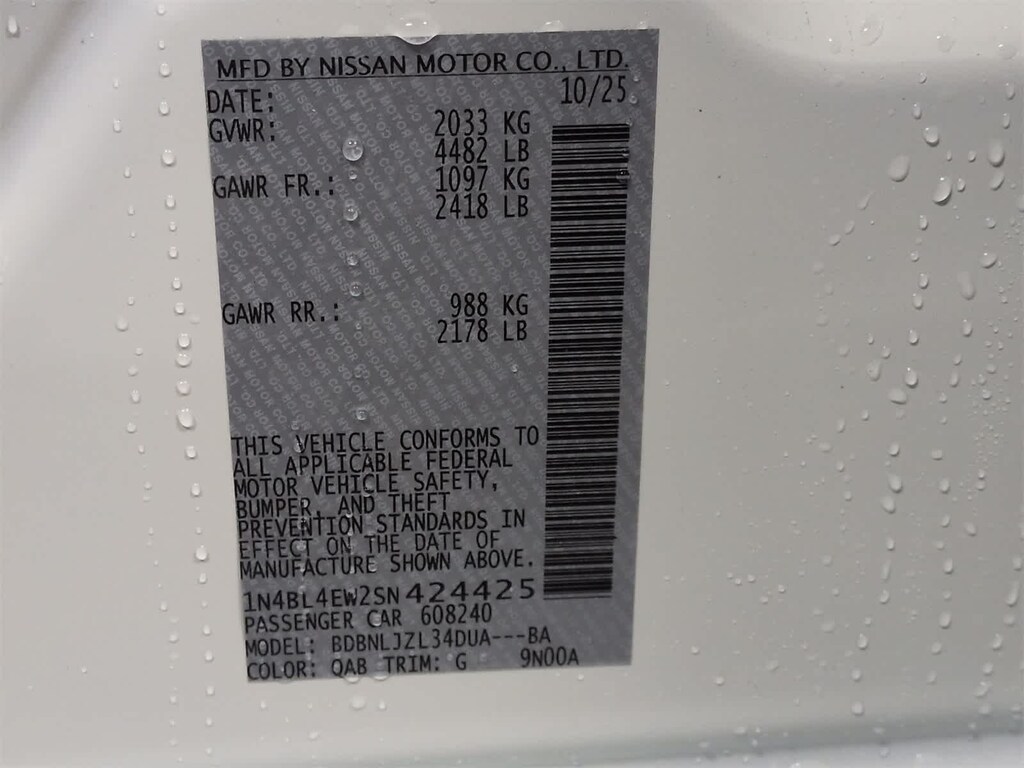 MFD BY NISSAN MOTOR CO., LTD.
DATE: 10/25
GVWR: 2033 KG
4482 LB
GAWR FR.: 1097 KG
2418 LB
GAWR RR.: 988 KG
2178 LB
THIS VEHICLE CONFORMS TO
ALL APPLICABLE FEDERAL
MOTOR VEHICLE SAFETY,
BUMPER, AND THEFT
PREVENTION STANDARDS IN
EFFECT ON THE DATE OF
MANUFACTURE SHOWN ABOVE.
1N4BL4EW2SN424425
PASSENGER CAR 608240
MODEL: BDBNLJZL34DUA---BA
COLOR: QAB TRIM: G 9N00A